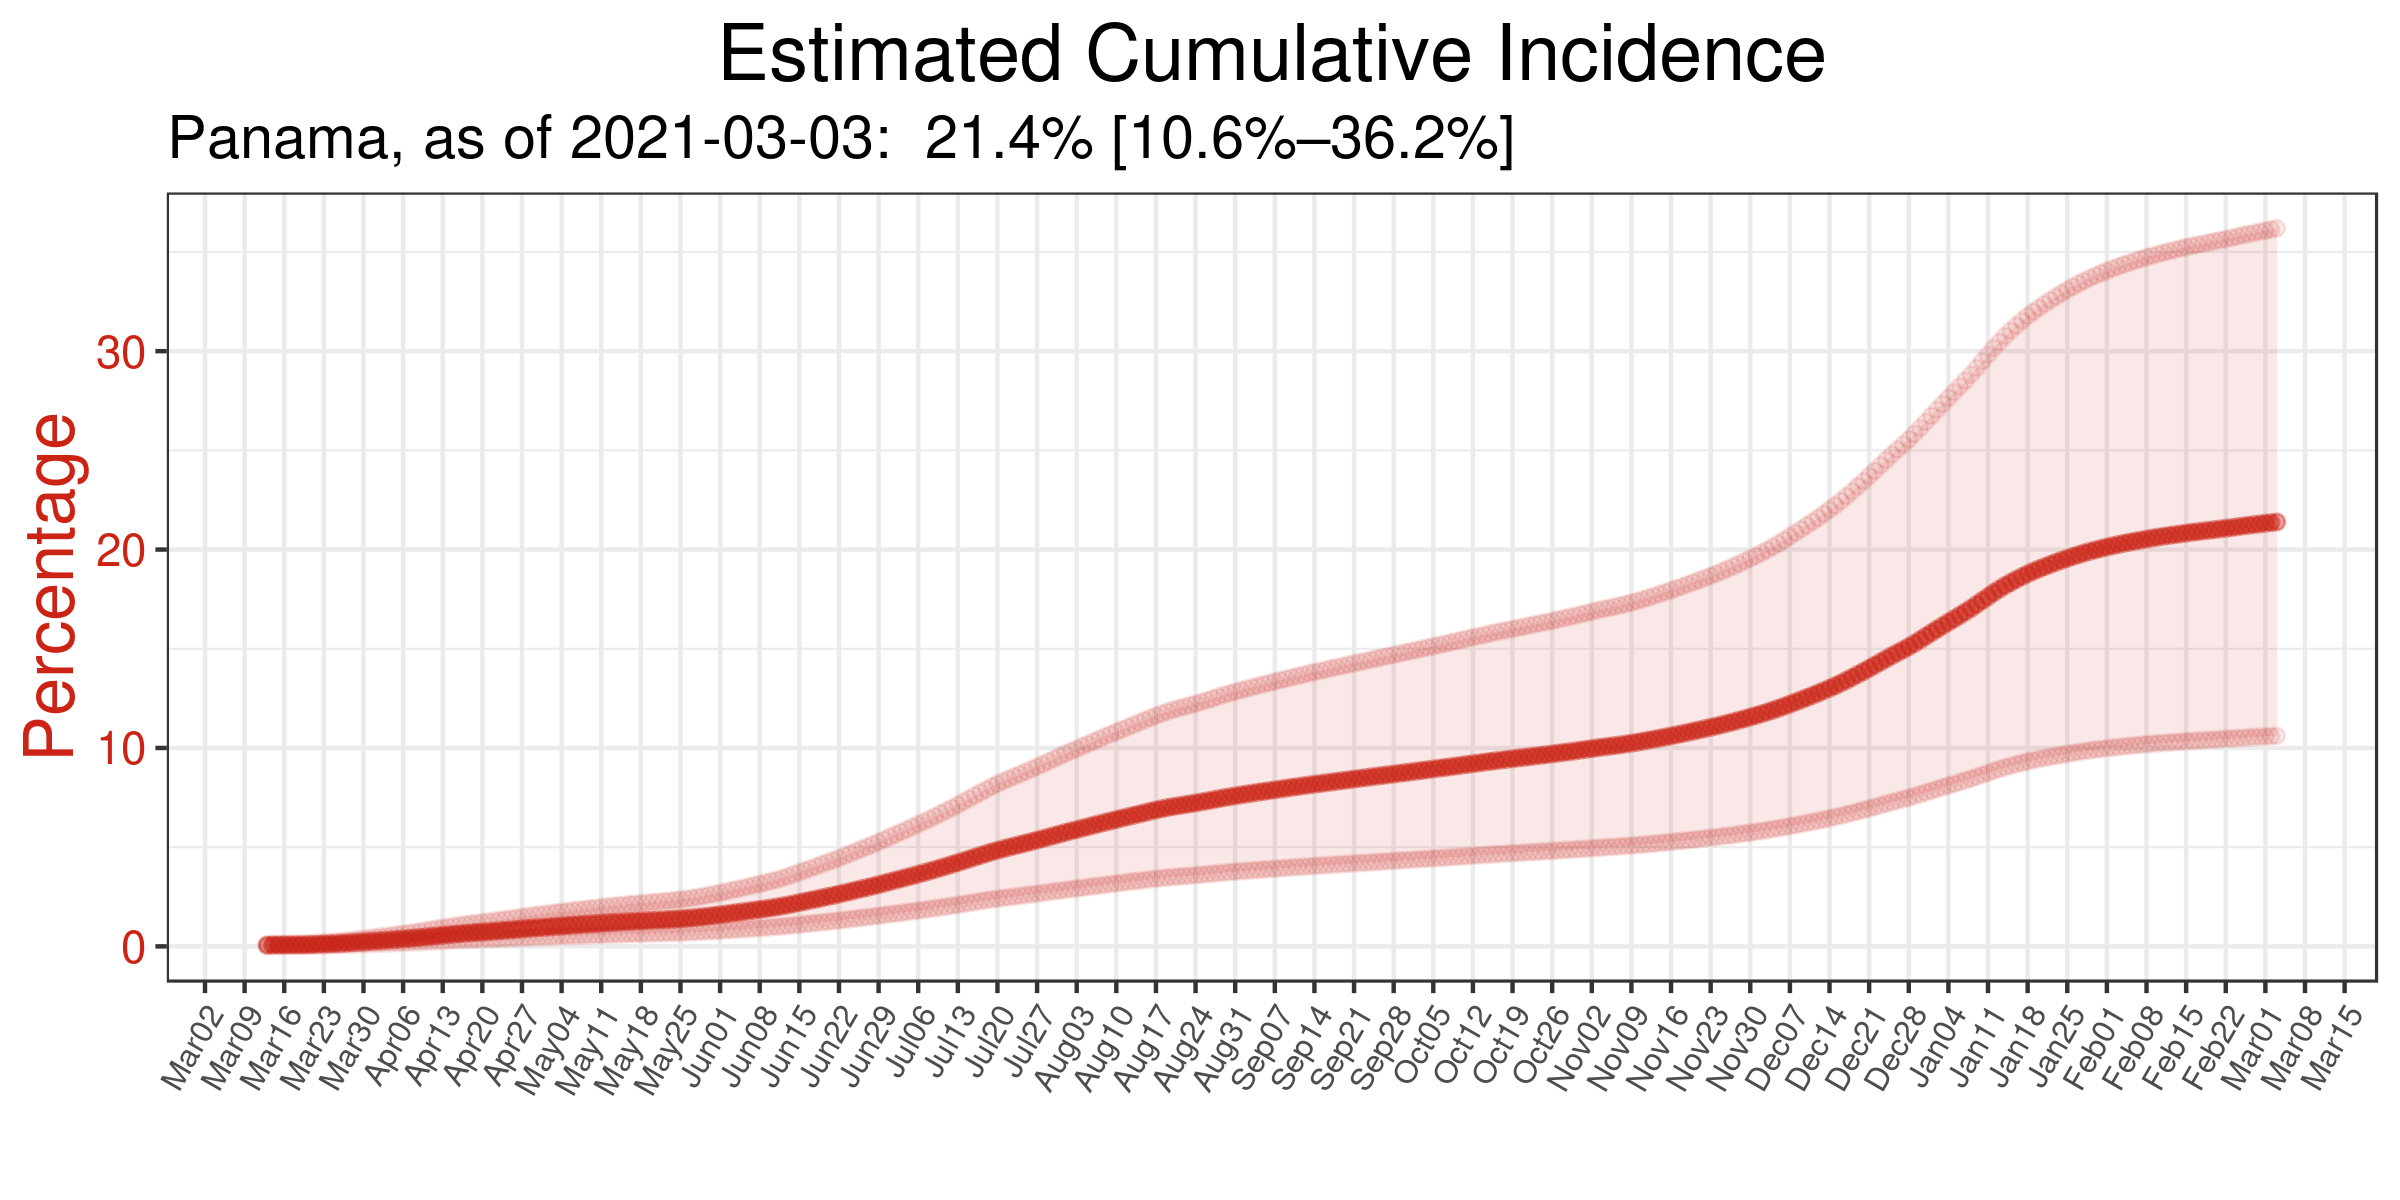 Estimated Cumulative Incidence
Panama, as of 2021-03-03:  21.4% [10.6%–36.2%]
Percentage
30
20
10
0
Mar02
Mar09
Mar16
Mar23
Mar30
Apr06
Apr13
Apr20
Apr27
May04
May11
May18
May25
Jun01
Jun08
Jun15
Jun22
Jun29
Jul06
Jul13
Jul20
Jul27
Aug03
Aug10
Aug17
Aug24
Aug31
Sep07
Sep14
Sep21
Sep28
Oct05
Oct12
Oct19
Oct26
Nov02
Nov09
Nov16
Nov23
Nov30
Dec07
Dec14
Dec21
Dec28
Jan04
Jan11
Jan18
Jan25
Feb01
Feb08
Feb15
Feb22
Mar01
Mar08
Mar15